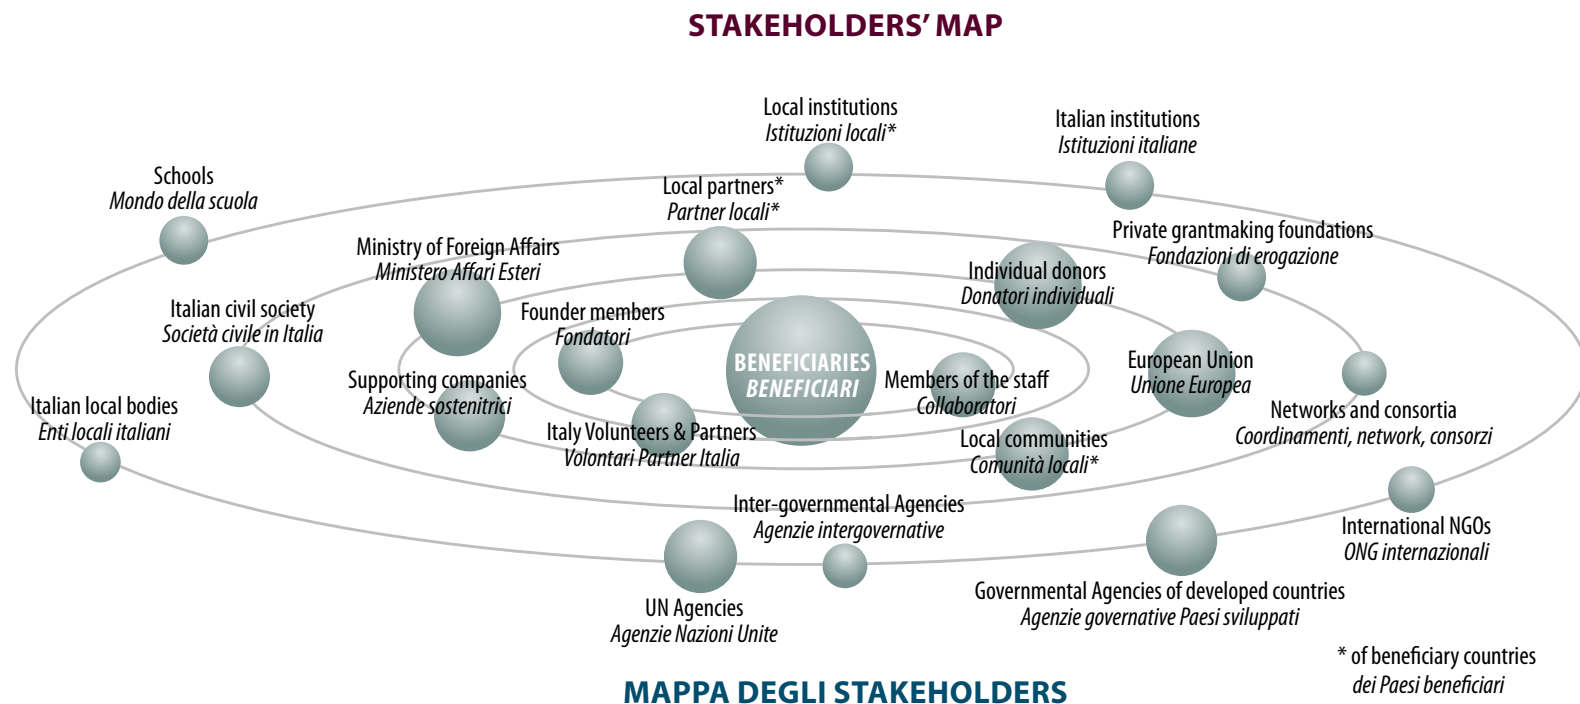 STAKEHOLDERS’ MAP
Local institutions
Istituzioni locali*
Italian institutions
Istituzioni italiane
Schools
Mondo della scuola
Local partners*
Partner locali*
Private grantmaking foundations
Fondazioni di erogazione
Ministry of Foreign Affairs
Ministero Affari Esteri
Individual donors
Donatori individuali
Italian civil society
Società civile in Italia
Founder members
Fondatori
BENEFICIARIES
BENEFICIARI
European Union
Unione Europea
Supporting companies
Aziende sostenitrici
Members of the staff
Collaboratori
Italian local bodies
Enti locali italiani
Networks and consortia
Coordinamenti, network, consorzi
Italy Volunteers & Partners
Volontari Partner Italia
Local communities
Comunità locali*
Inter-governmental Agencies
Agenzie intergovernative
International NGOs
ONG internazionali
Governmental Agencies of developed countries
Agenzie governative Paesi sviluppati
UN Agencies
Agenzie Nazioni Unite
* of beneficiary countries
dei Paesi beneficiari
MAPPA DEGLI STAKEHOLDERS